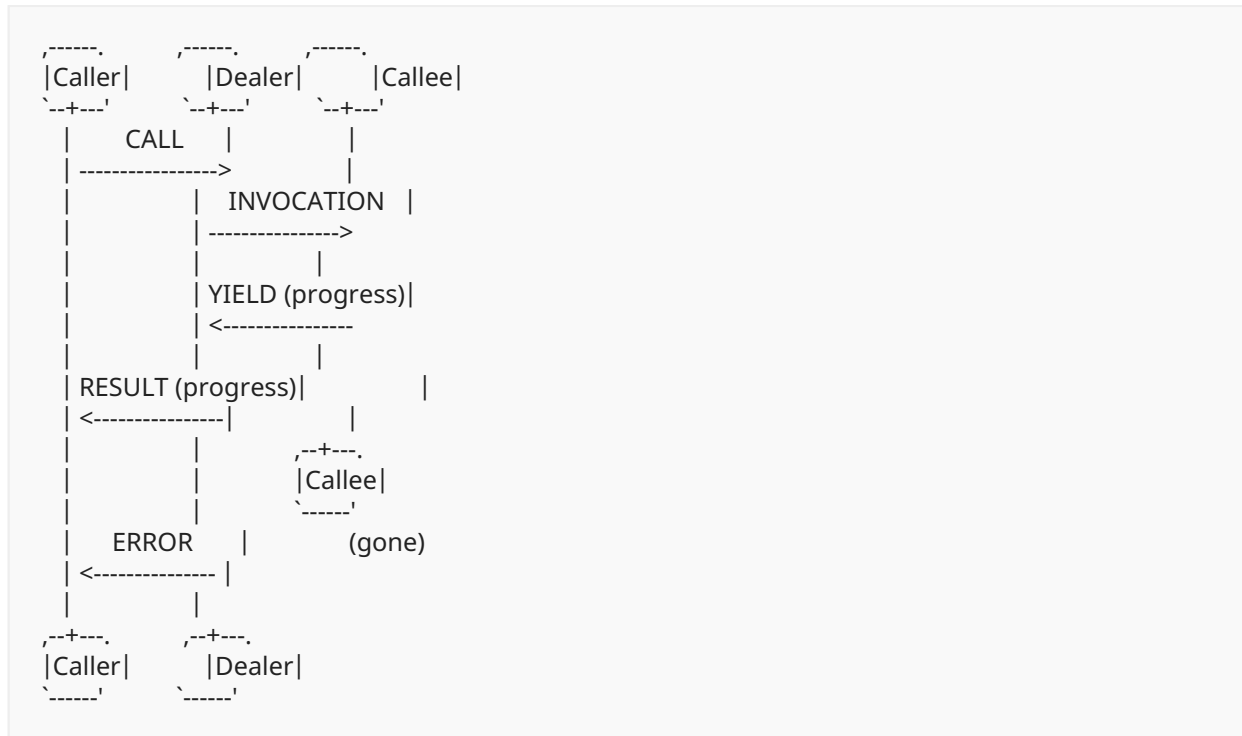 ,------.          ,------.          ,------.
|Caller|          |Dealer|          |Callee|
`--+---'          `--+---'          `--+---'
   |       CALL      |                 |
   | ----------------->                |
   |                 |    INVOCATION   |
   |                 | ---------------->
   |                 |                 |
   |                 | YIELD (progress)|
   |                 | <----------------
   |                 |                 |
   | RESULT (progress)|                 |
   | <----------------|                 |
   |                 |              ,--+---.
   |                 |              |Callee|
   |                 |              `------'
   |      ERROR      |               (gone)
   | <--------------- |
   |                 |
,--+---.          ,--+---.
|Caller|          |Dealer|
`------'          `------'